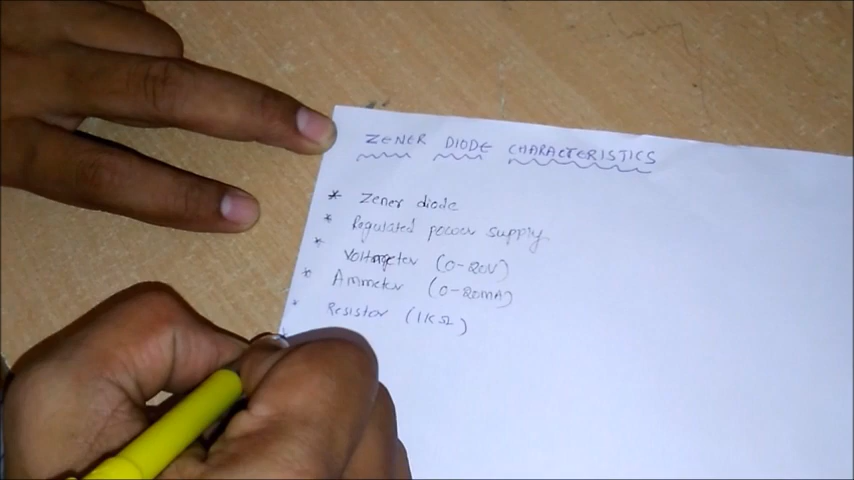 ZENER DIODE CHARACTERISTICS
* Zener diode
* Regulated power supply
* Voltmeter (0-20V)
* Ammeter (0-20mA)
* Resistor (1KΩ)
*